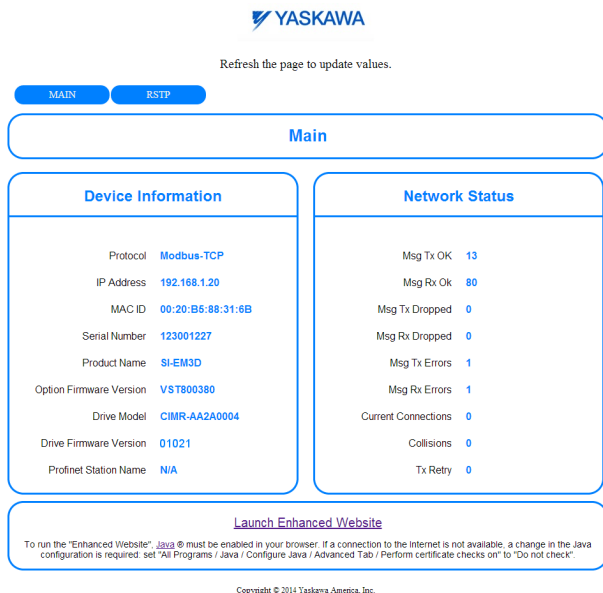 YASKAWA
Refresh the page to update values.
MAIN RSTP
Main
Device Information
Protocol Modbus-TCP
IP Address 192.168.1.20
MAC ID 00:20:B5:88:31:6B
Serial Number 123001227
Product Name SI-EM3D
Option Firmware Version VST800380
Drive Model CIMR-AA2A0004
Drive Firmware Version 01021
Profinet Station Name N/A
Network Status
Msg Tx OK 13
Msg Rx Ok 80
Msg Tx Dropped 0
Msg Rx Dropped 0
Msg Tx Errors 1
Msg Rx Errors 1
Current Connections 0
Collisions 0
Tx Retry 0
Launch Enhanced Website
To run the "Enhanced Website", Java ® must be enabled in your browser. If a connection to the Internet is not available, a change in the Java
configuration is required: set "All Programs / Java / Configure Java / Advanced Tab / Perform certificate checks on" to "Do not check".
Copyright © 2014 Yaskawa America, Inc.